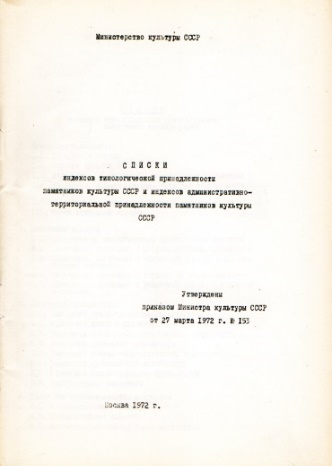 Министерство культуры СССР
СПИСКИ
индексов типологической принадлежности
памятников культуры СССР и индексов административно-
территориальной принадлежности памятников культуры
СССР
Утверждены
приказом Министра культуры СССР
от 27 марта 1972 г. № 153
Москва 1972 г.